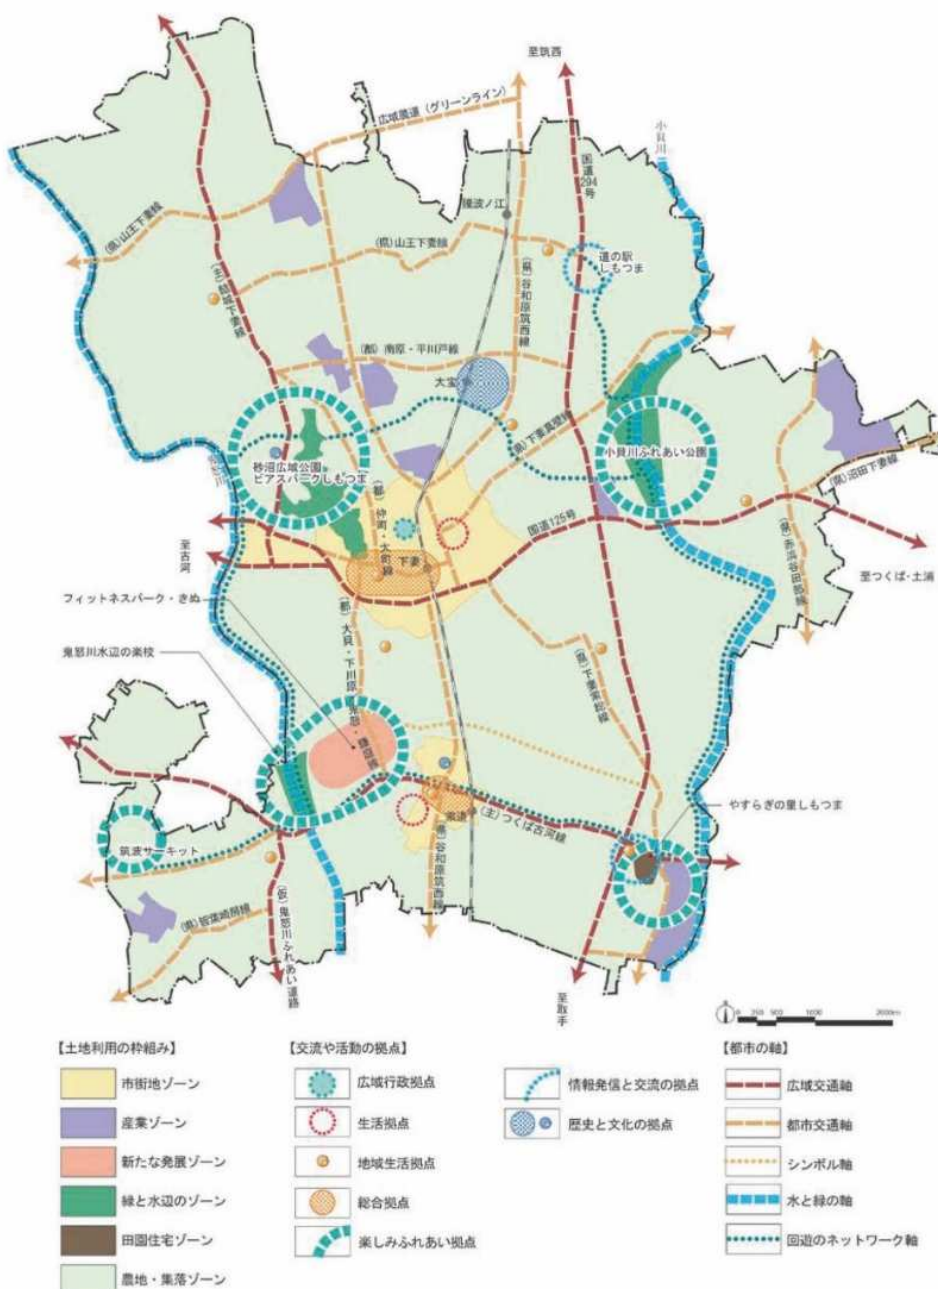 至筑西
広域農道（グリーンライン）
小貝川
国道294号
騰波ノ江
(県)山王下妻線
(県)山王下妻線
道の駅
しもつま
(主)結城下妻線
(県)谷和原筑西線
(都)南原・平川戸線
大宝
(県)下妻真壁線
小貝川ふれあい公園
砂沼広域公園
ビアスパークしもつま
(県)沼田下妻線
(都)仲町・大町線
国道125号
至古河
下妻
(県)赤浜谷田部線
至つくば・土浦
フィットネスパーク・きぬ
鬼怒川水辺の楽校
(県)下妻常総線
やすらぎの里しもつま
宗道
(主)つくば古河線
筑波サーキット
(県)谷和原筑西線
(県)皆葉崎房線
(仮)鬼怒川ふれあい道路
至取手
0 250 500 1000 2000m
【土地利用の枠組み】
市街地ゾーン
産業ゾーン
新たな発展ゾーン
緑と水辺のゾーン
田園住宅ゾーン
農地・集落ゾーン
【交流や活動の拠点】
広域行政拠点
生活拠点
地域生活拠点
総合拠点
楽しみふれあい拠点
情報発信と交流の拠点
歴史と文化の拠点
【都市の軸】
広域交通軸
都市交通軸
シンボル軸
水と緑の軸
回遊のネットワーク軸